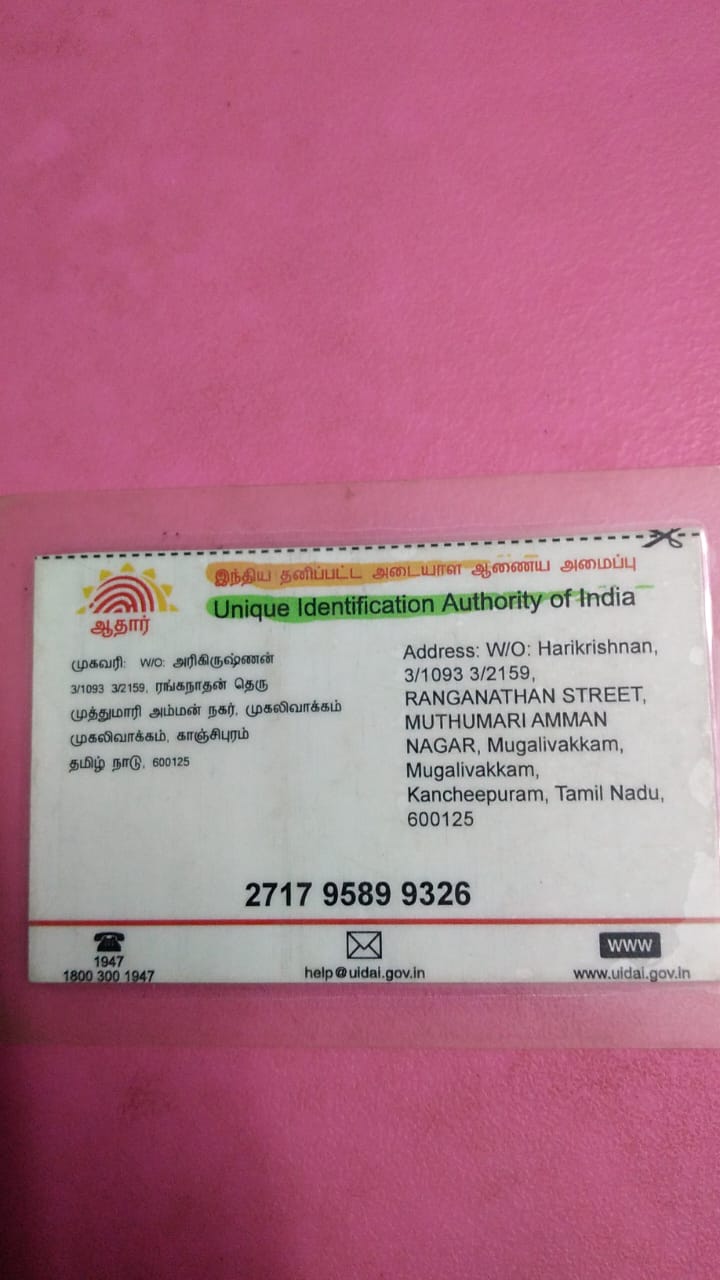 இந்திய தனிப்பட்ட அடையாள ஆணைய அமைப்பு
Unique Identification Authority of India
ஆதார்
முகவரி: W/O: அரிகிருஷ்ணன்
3/1093 3/2159, ரங்கநாதன் தெரு
முத்துமாரி அம்மன் நகர், முகலிவாக்கம்
முகலிவாக்கம், காஞ்சிபுரம்
தமிழ் நாடு, 600125
Address: W/O: Harikrishnan,
3/1093 3/2159,
RANGANATHAN STREET,
MUTHUMARI AMMAN
NAGAR, Mugalivakkam,
Mugalivakkam,
Kancheepuram, Tamil Nadu,
600125
2717 9589 9326
1947
1800 300 1947
help@uidai.gov.in
www
www.uidai.gov.in